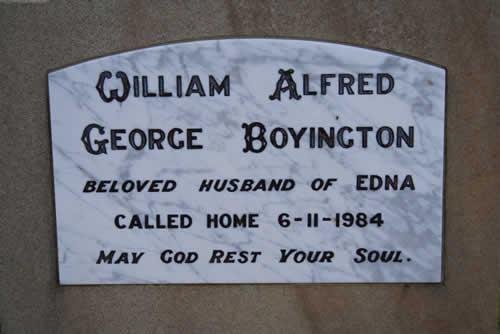 William Alfred
George Boyington
BELOVED HUSBAND OF EDNA
CALLED HOME 6-11-1984
May God Rest Your Soul.